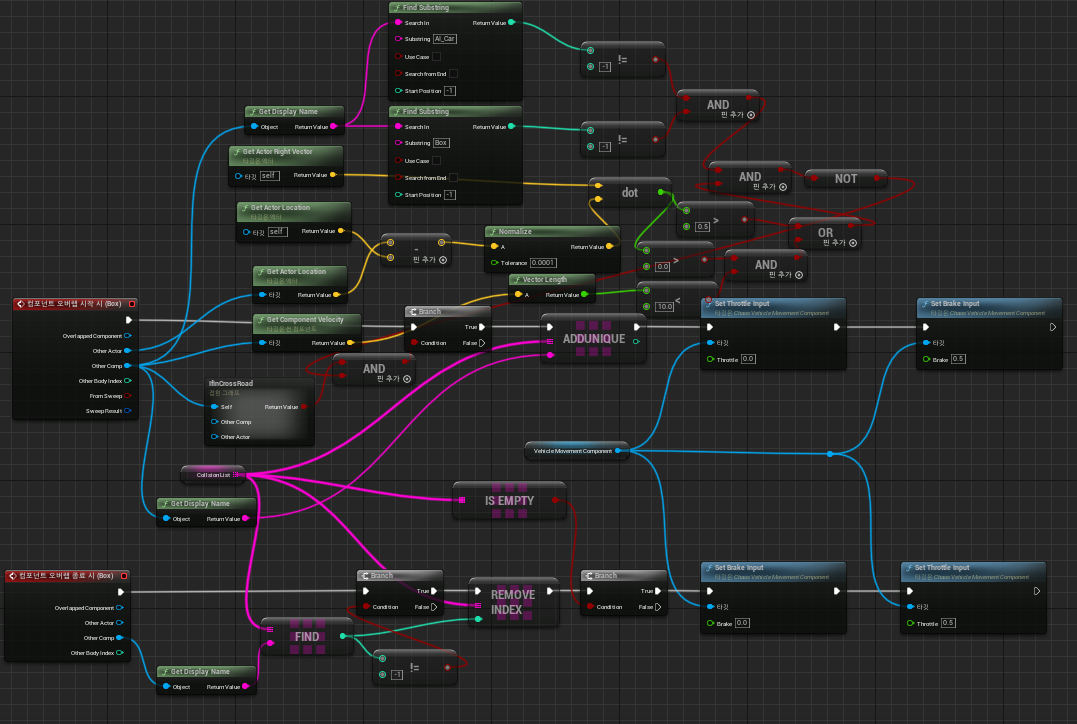 Find Substring
Search In
Return Value
Substring
AI_Car
Use Case
Search from End
Start Position
-1
!=
-1
AND
핀 추가
Get Display Name
Object
Return Value
Find Substring
Search In
Return Value
Substring
Box
Use Case
Search from End
Start Position
-1
!=
-1
Get Actor Right Vector
타깃은 액터
타깃
self
Return Value
dot
AND
핀 추가
NOT
Get Actor Location
타깃은 액터
타깃
self
Return Value
-
핀 추가
Normalize
A
Return Value
Tolerance
0.0001
>
0.5
OR
핀 추가
>
0.0
AND
핀 추가
Get Actor Location
타깃은 액터
타깃
Return Value
Vector Length
A
Return Value
<
10.0
컴포넌트 오버랩 시작 시 (Box)
Overlapped Component
Other Actor
Other Comp
Other Body Index
From Sweep
Sweep Result
Get Component Velocity
타깃은 씬 컴포넌트
타깃
Return Value
Branch
True
Condition
False
ADDUNIQUE
Set Throttle Input
타깃은 Chaos Vehicle Movement Component
타깃
Throttle
0.0
Set Brake Input
타깃은 Chaos Vehicle Movement Component
타깃
Brake
0.5
AND
핀 추가
IfInCrossRoad
접힌 그래프
Self
Return Value
Other Comp
Other Actor
Vehicle Movement Component
Collision List
Get Display Name
Object
Return Value
IS EMPTY
컴포넌트 오버랩 종료 시 (Box)
Overlapped Component
Other Actor
Other Comp
Other Body Index
Branch
True
Condition
False
REMOVE
INDEX
Branch
True
Condition
False
Set Brake Input
타깃은 Chaos Vehicle Movement Component
타깃
Brake
0.0
Set Throttle Input
타깃은 Chaos Vehicle Movement Component
타깃
Throttle
0.5
FIND
!=
-1
Get Display Name
Object
Return Value